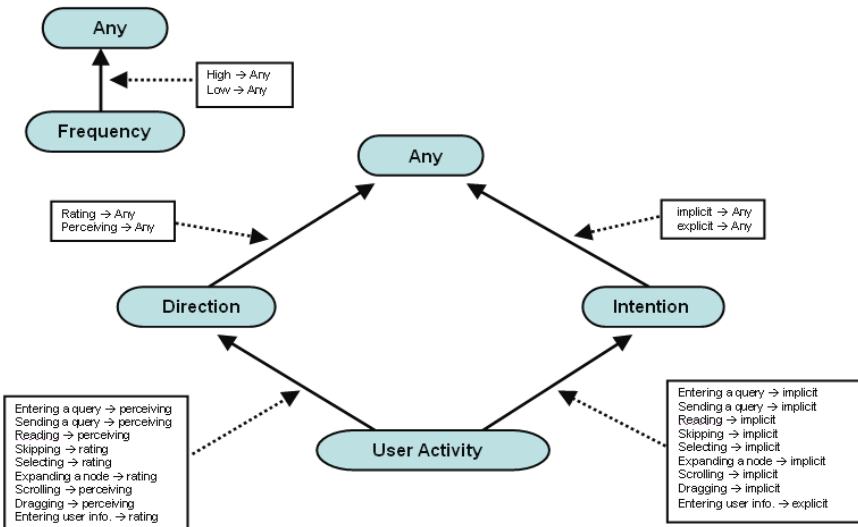 Any
High → Any
Low → Any
Frequency
Any
Rating → Any
Perceiving → Any
implicit → Any
explicit → Any
Direction
Intention
Entering a query → perceiving
Sending a query → perceiving
Reading → perceiving
Skipping → rating
Selecting → rating
Expanding a node → rating
Scrolling → perceiving
Dragging → perceiving
Entering user info. → rating
User Activity
Entering a query → implicit
Sending a query → implicit
Reading → implicit
Skipping → implicit
Selecting → implicit
Expanding a node → implicit
Scrolling → implicit
Dragging → implicit
Entering user info. → explicit